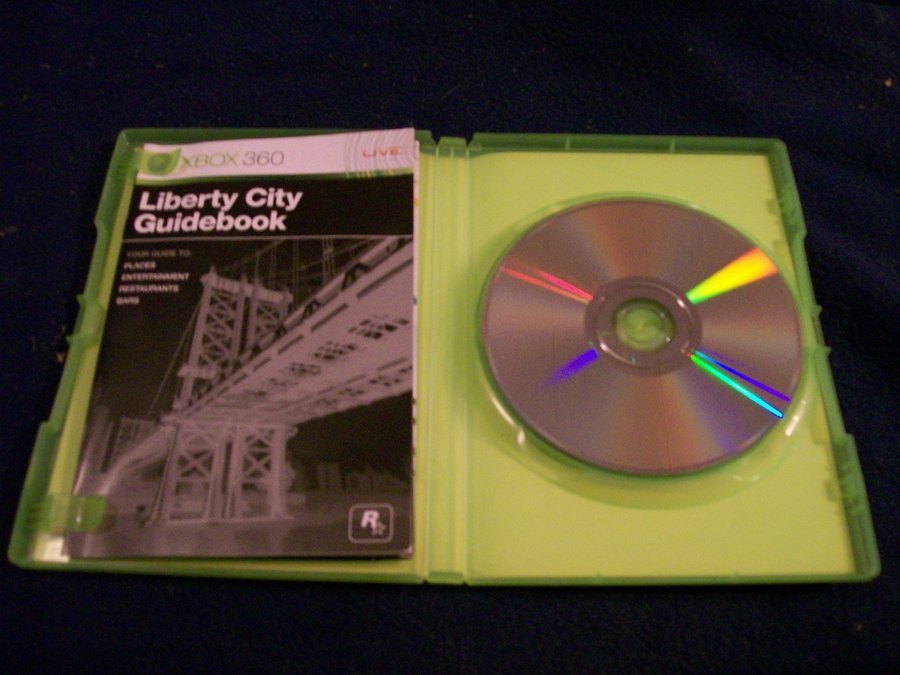 XBOX 360
LIVE
Liberty City
Guidebook
YOUR GUIDE TO:
PLACES
ENTERTAINMENT
RESTAURANTS
BARS
R